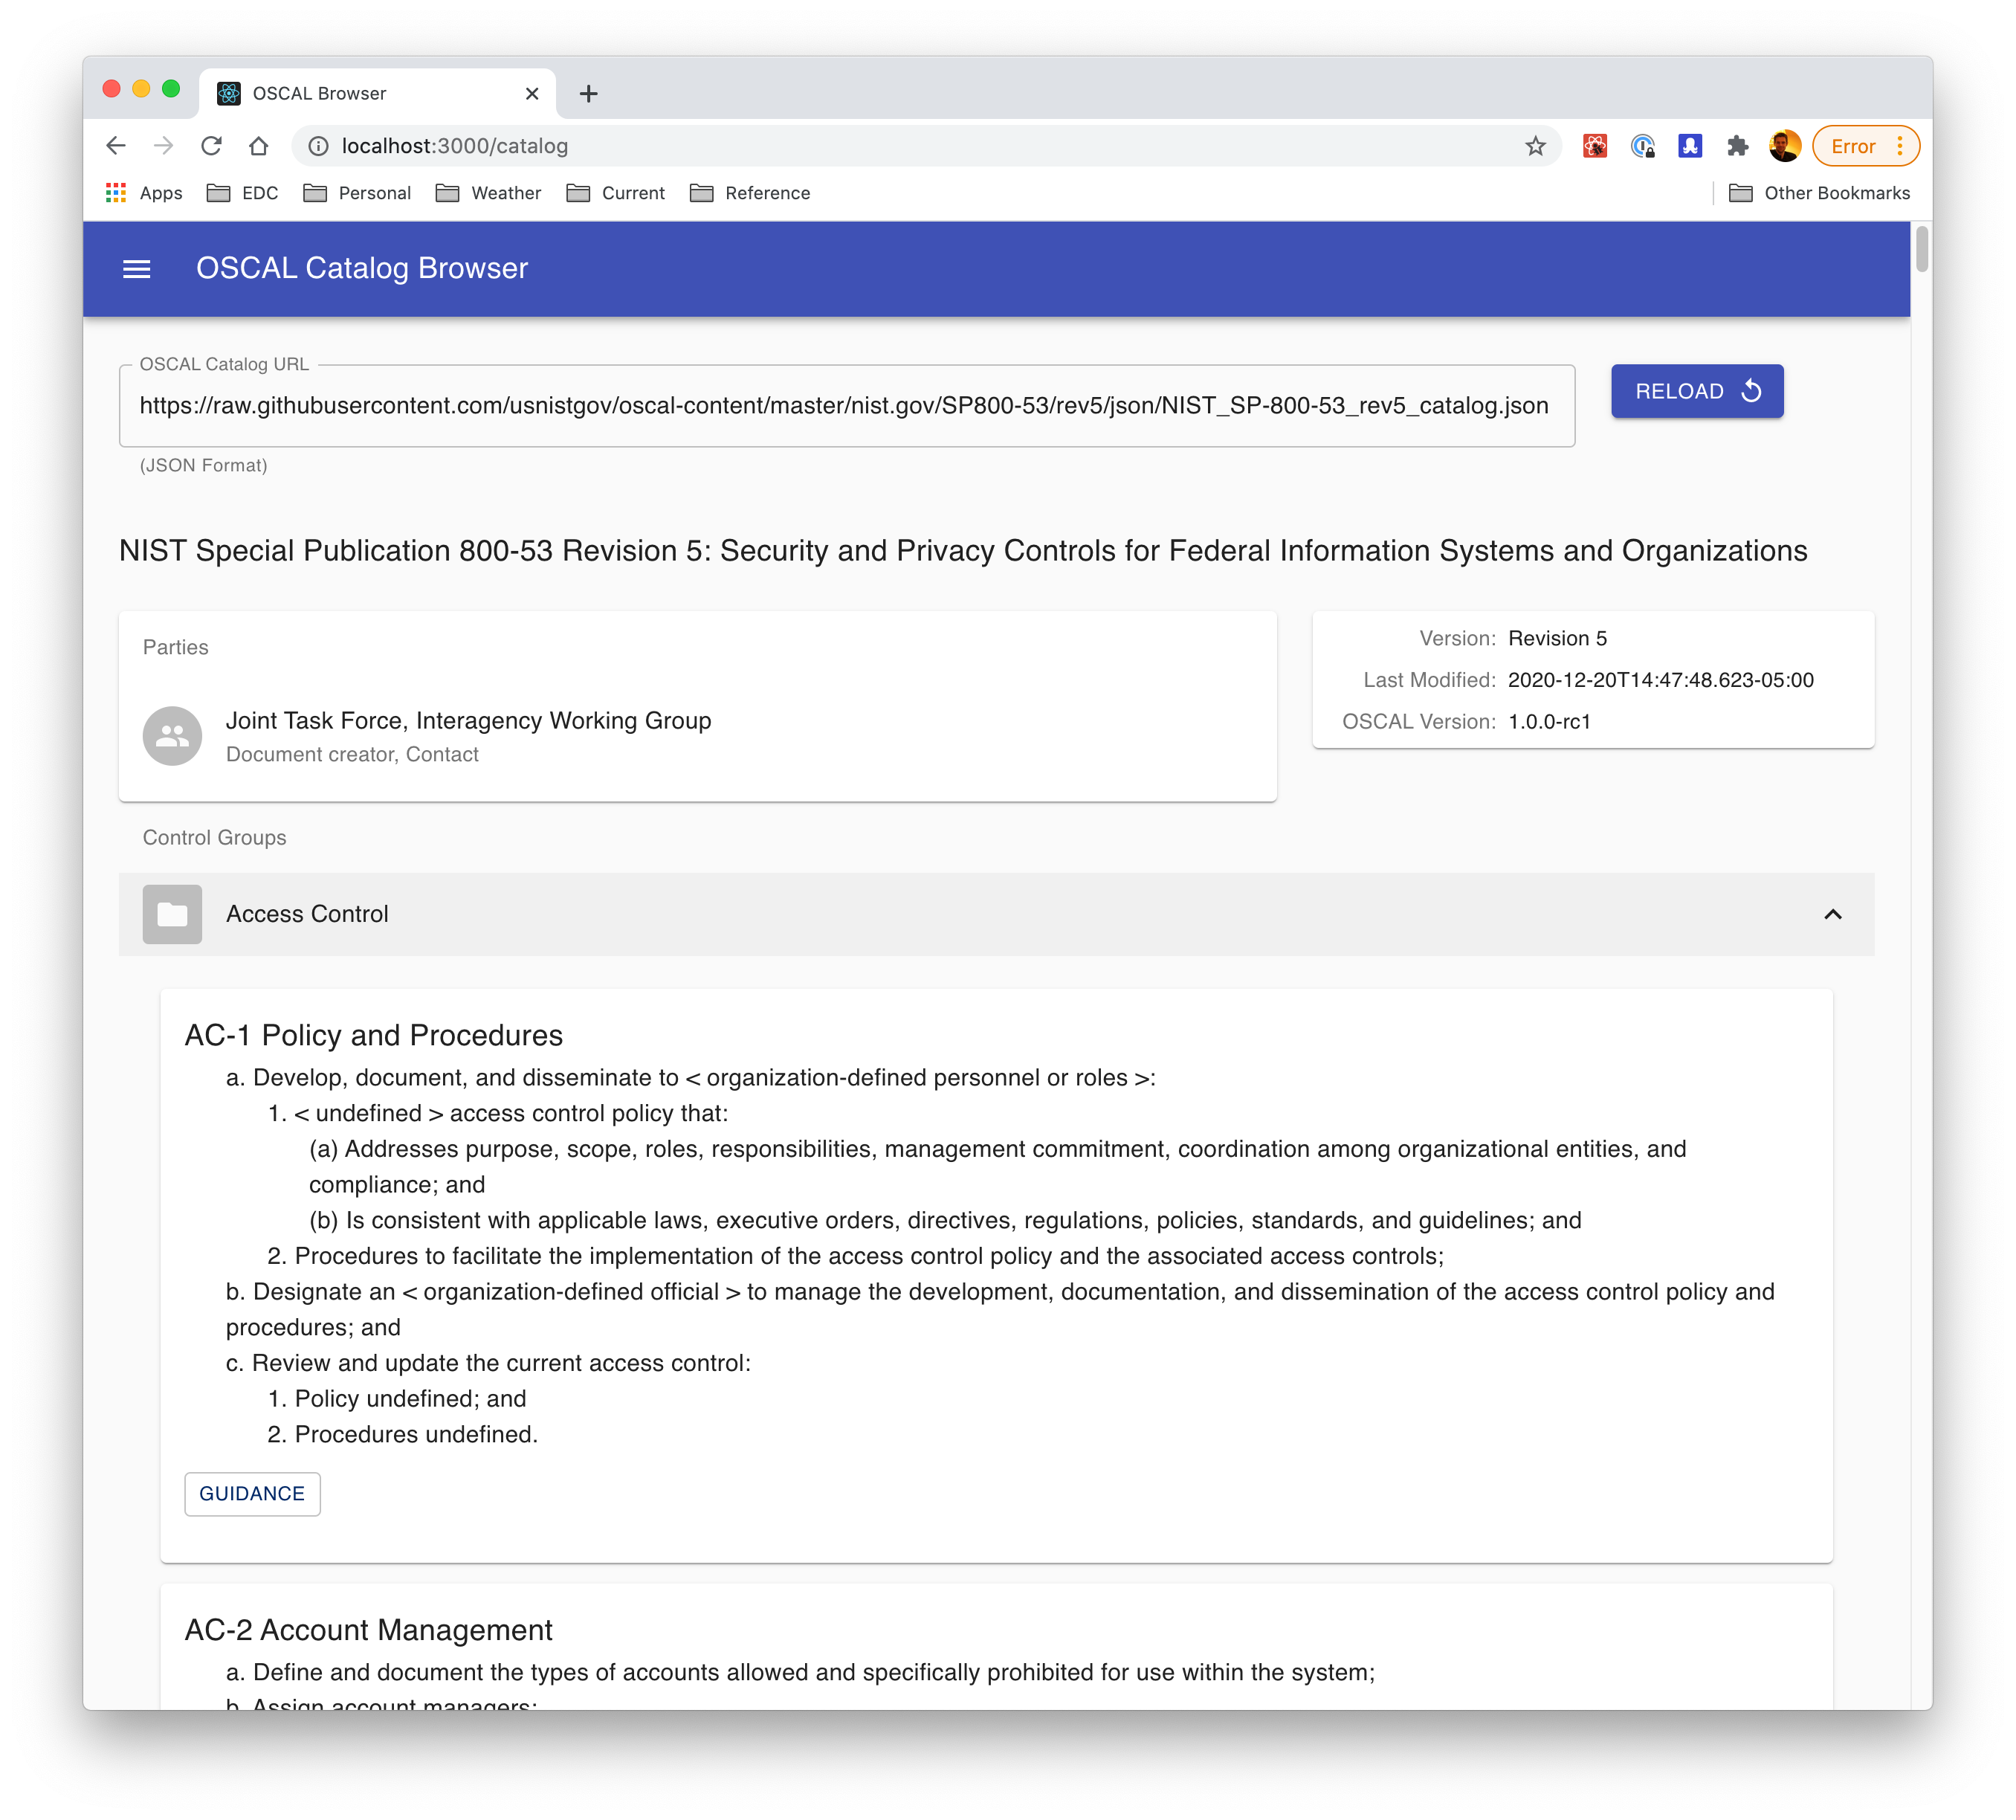 OSCAL Browser
localhost:3000/catalog
Error
Apps EDC Personal Weather Current Reference Other Bookmarks
OSCAL Catalog Browser
OSCAL Catalog URL
https://raw.githubusercontent.com/usnistgov/oscal-content/master/nist.gov/SP800-53/rev5/json/NIST_SP-800-53_rev5_catalog.json
RELOAD
(JSON Format)
NIST Special Publication 800-53 Revision 5: Security and Privacy Controls for Federal Information Systems and Organizations
Parties
Joint Task Force, Interagency Working Group
Document creator, Contact
Version: Revision 5
Last Modified: 2020-12-20T14:47:48.623-05:00
OSCAL Version: 1.0.0-rc1
Control Groups
Access Control
AC-1 Policy and Procedures
a. Develop, document, and disseminate to < organization-defined personnel or roles >:
1. < undefined > access control policy that:
(a) Addresses purpose, scope, roles, responsibilities, management commitment, coordination among organizational entities, and
compliance; and
(b) Is consistent with applicable laws, executive orders, directives, regulations, policies, standards, and guidelines; and
2. Procedures to facilitate the implementation of the access control policy and the associated access controls;
b. Designate an < organization-defined official > to manage the development, documentation, and dissemination of the access control policy and
procedures; and
c. Review and update the current access control:
1. Policy undefined; and
2. Procedures undefined.
GUIDANCE
AC-2 Account Management
a. Define and document the types of accounts allowed and specifically prohibited for use within the system;
b. Assign account managers;